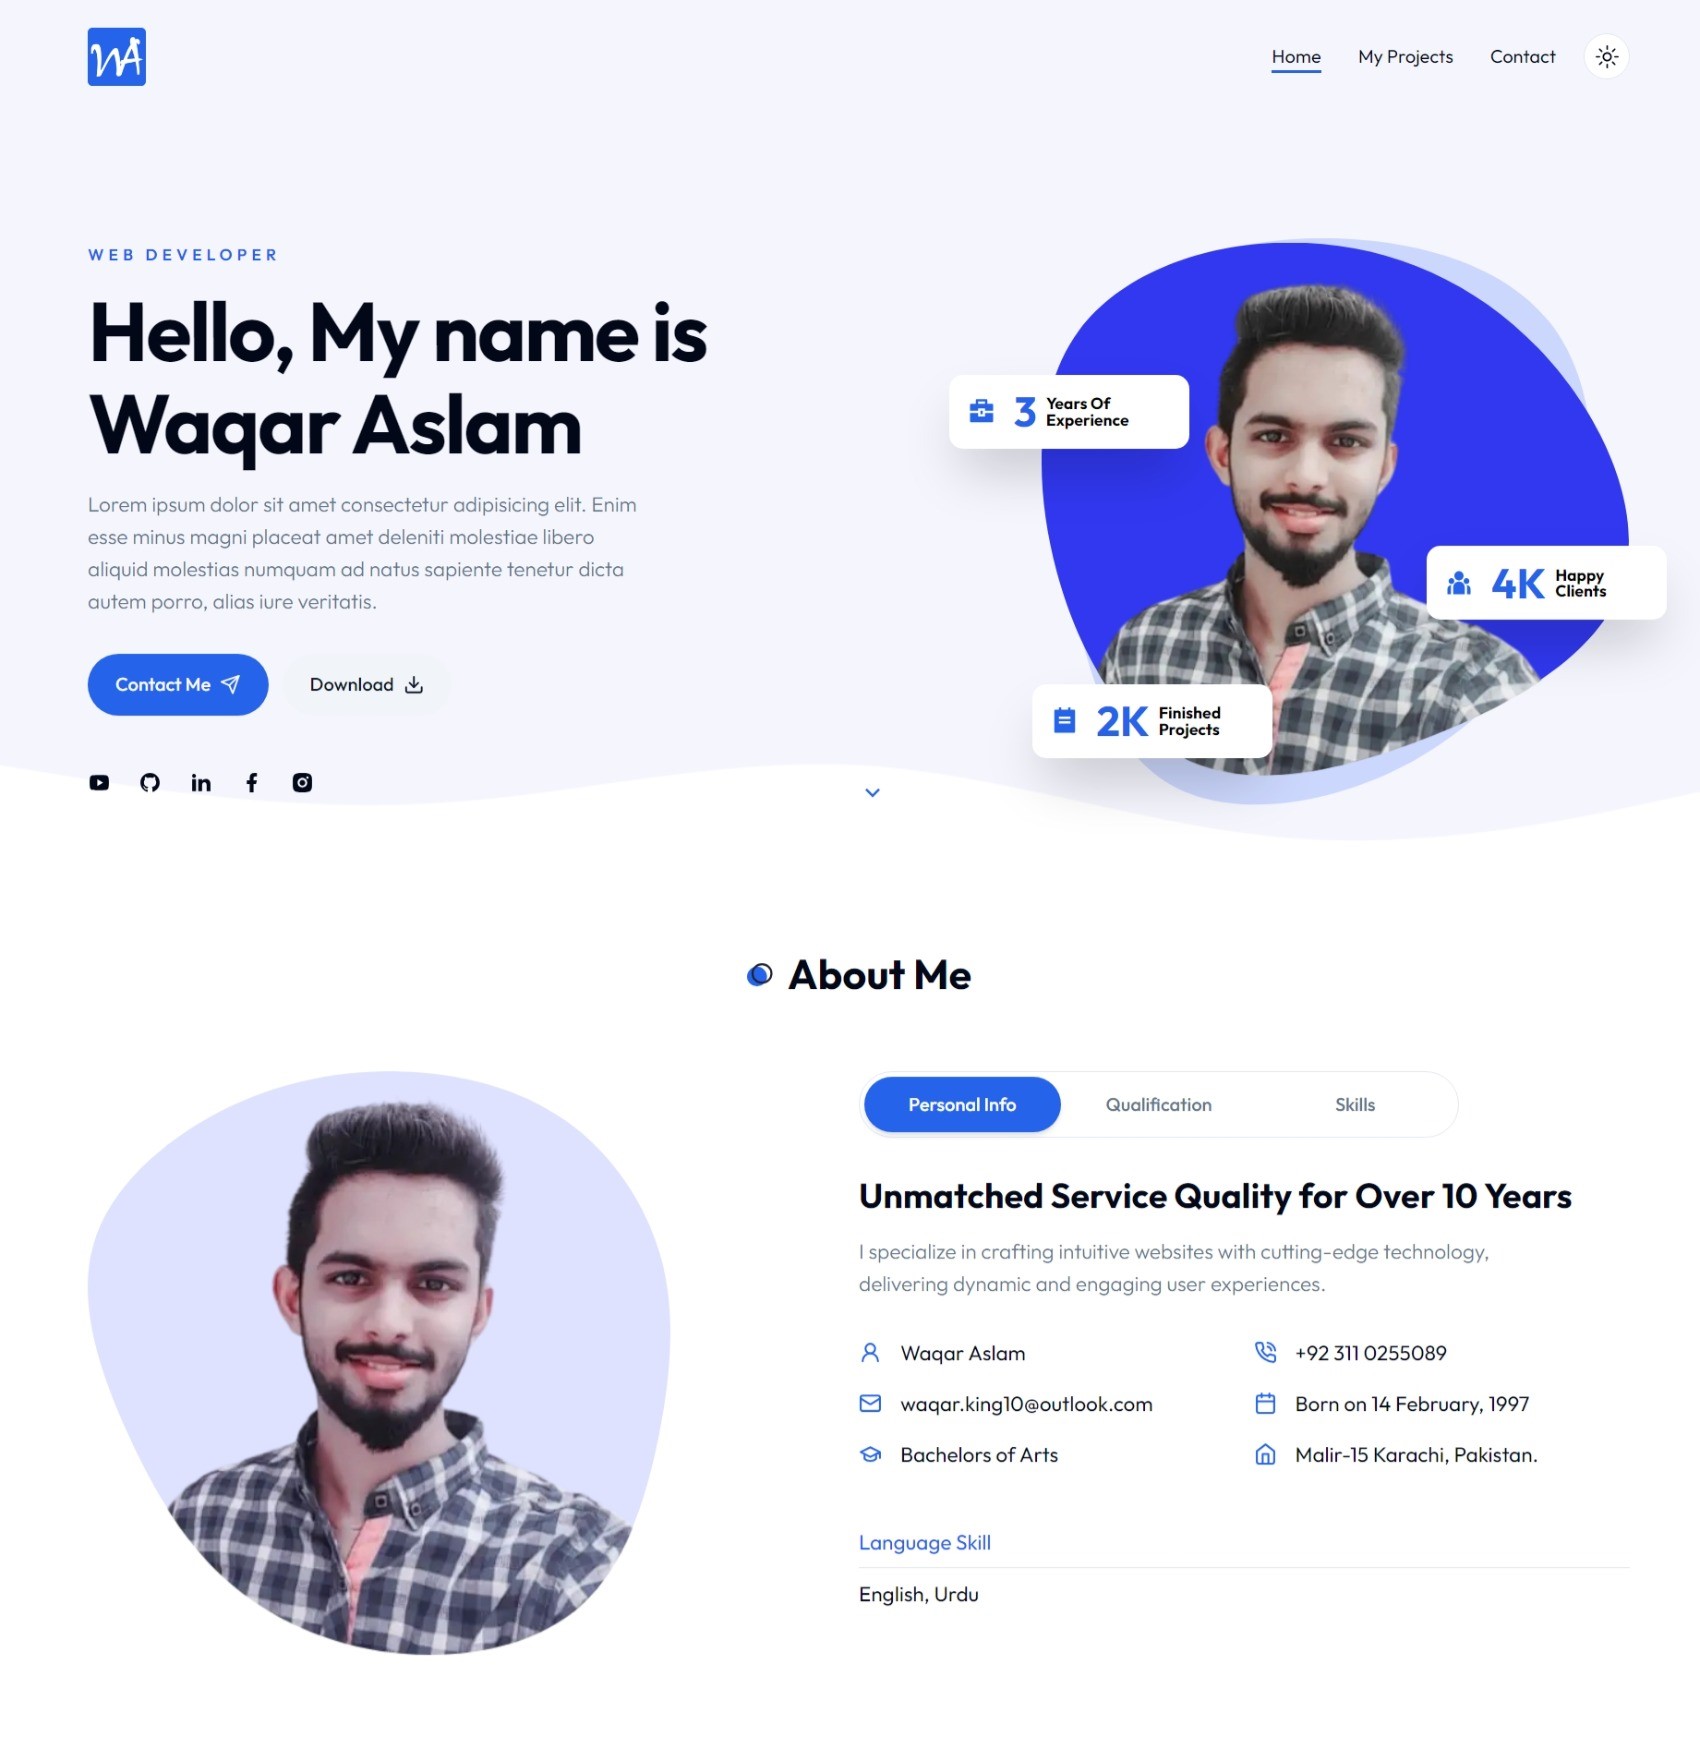 WA
Home
My Projects
Contact
WEB DEVELOPER
Hello, My name is
Waqar Aslam
Lorem ipsum dolor sit amet consectetur adipisicing elit. Enim
esse minus magni placeat amet deleniti molestiae libero
aliquid molestias numquam ad natus sapiente tenetur dicta
autem porro, alias iure veritatis.
Contact Me
Download
3 Years Of
Experience
4K Happy
Clients
2K Finished
Projects
About Me
Personal Info
Qualification
Skills
Unmatched Service Quality for Over 10 Years
I specialize in crafting intuitive websites with cutting-edge technology,
delivering dynamic and engaging user experiences.
Waqar Aslam
+92 311 0255089
waqar.king10@outlook.com
Born on 14 February, 1997
Bachelors of Arts
Malir-15 Karachi, Pakistan.
Language Skill
English, Urdu